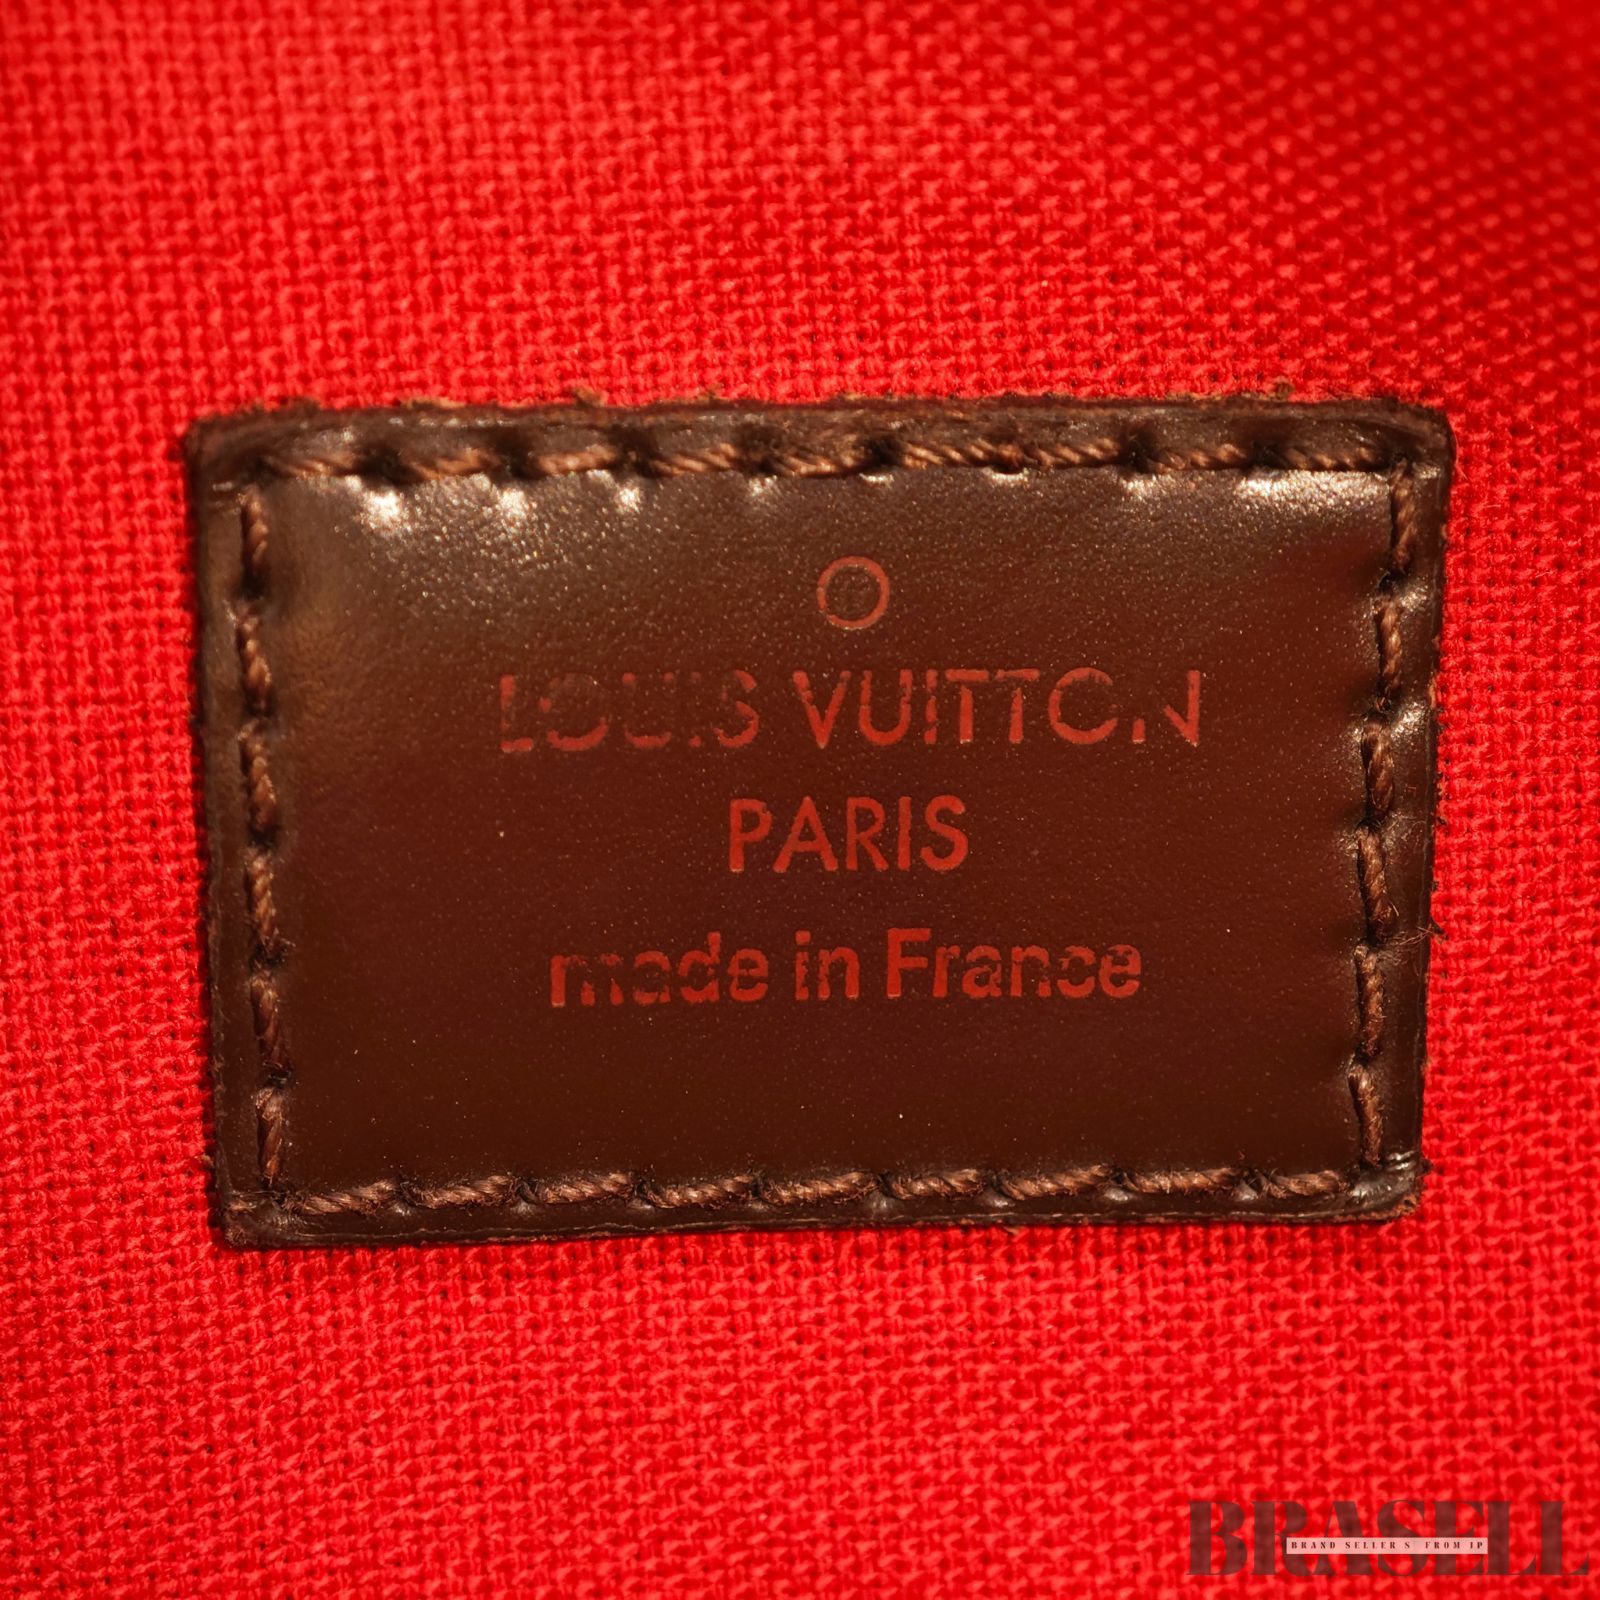 LOUIS VUITTON
PARIS
made in France
BRASELL
BRAND SELLER S' FROM JP